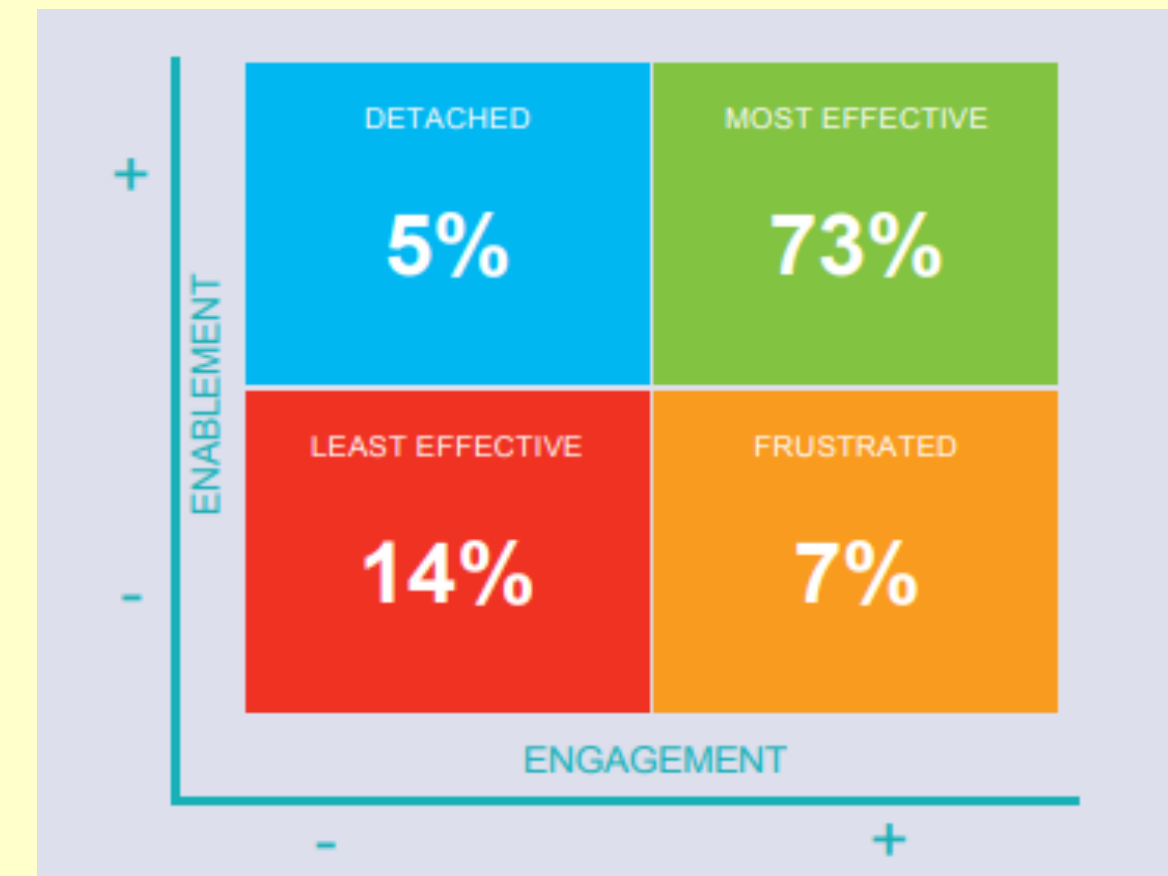 DETACHED
MOST EFFECTIVE
+
5%
73%
ENABLEMENT
LEAST EFFECTIVE
FRUSTRATED
14%
7%
-
ENGAGEMENT
-
+